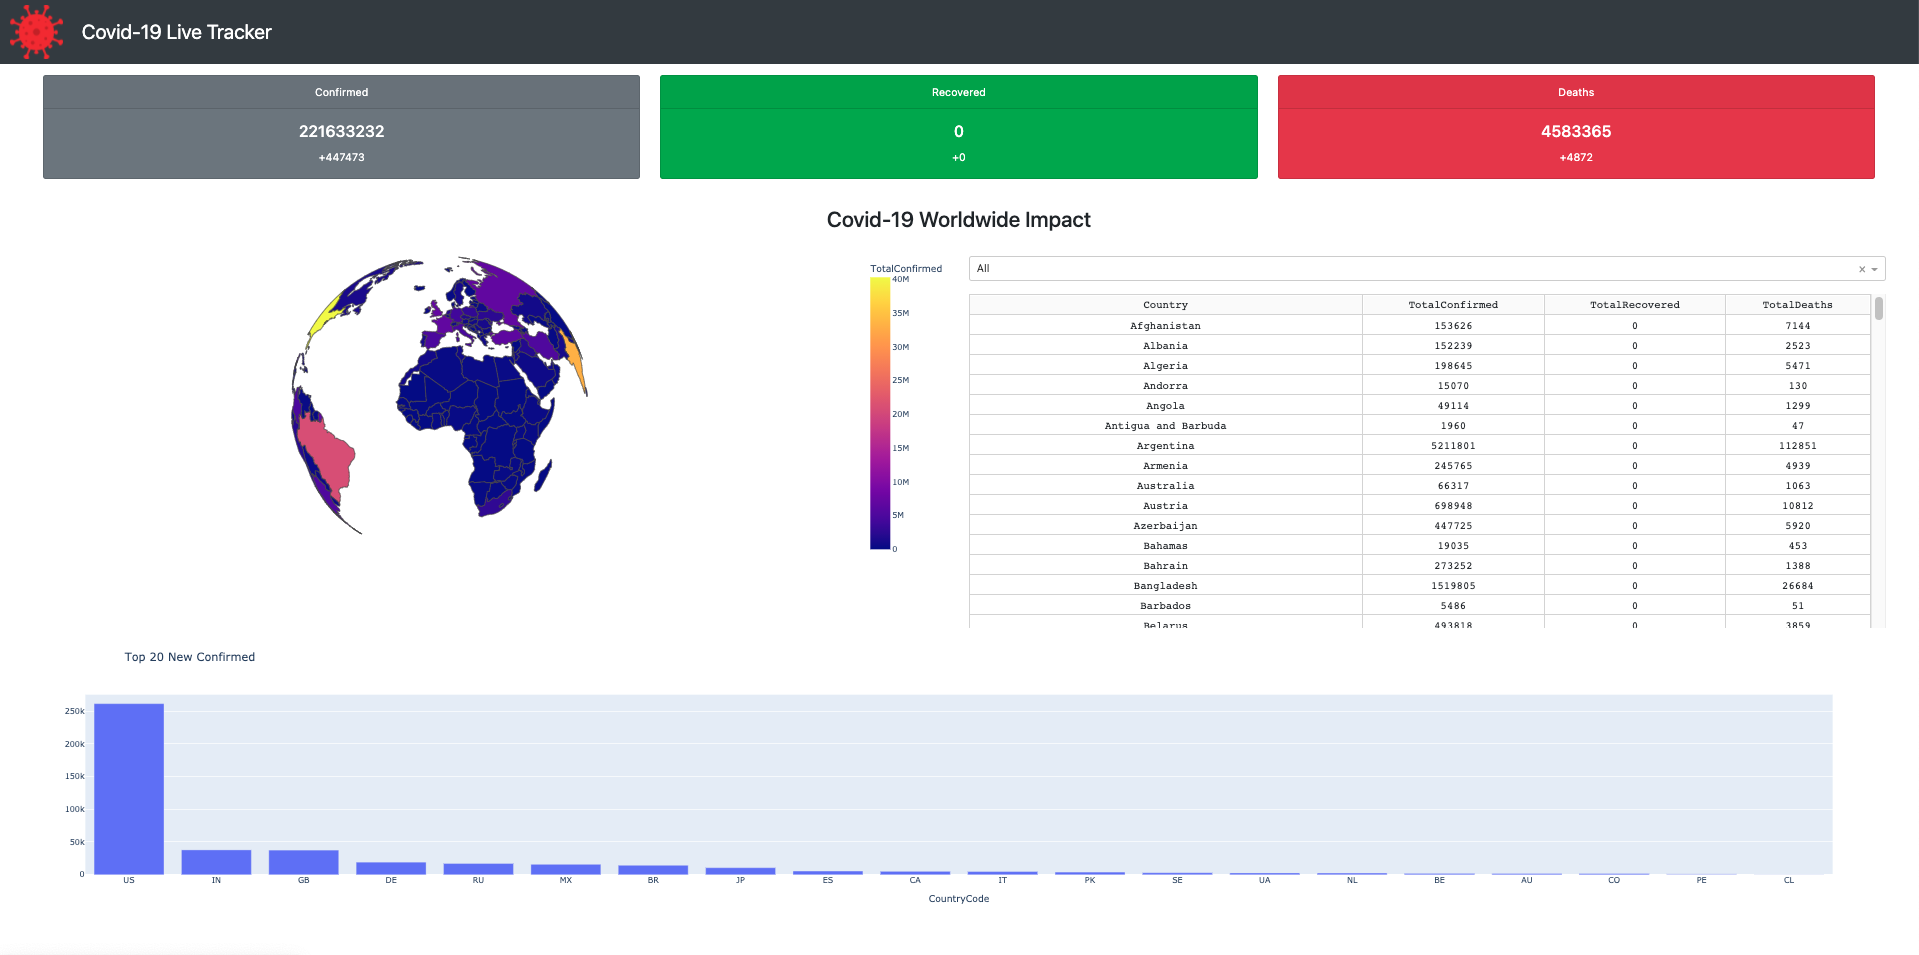 Covid-19 Live Tracker
Confirmed
221633232
+447473
Recovered
0
+0
Deaths
4583365
+4872
Covid-19 Worldwide Impact
TotalConfirmed
40M
35M
30M
25M
20M
15M
10M
5M
0
All × 
Country TotalConfirmed TotalRecovered TotalDeaths
Afghanistan 153626 0 7144
Albania 152239 0 2523
Algeria 198645 0 5471
Andorra 15070 0 130
Angola 49114 0 1299
Antigua and Barbuda 1960 0 47
Argentina 5211801 0 112851
Armenia 245765 0 4939
Australia 66317 0 1063
Austria 698948 0 10812
Azerbaijan 447725 0 5920
Bahamas 19035 0 453
Bahrain 273252 0 1388
Bangladesh 1519805 0 26684
Barbados 5486 0 51
Belarus 493818 0 3859
Top 20 New Confirmed
250k
200k
150k
100k
50k
0
US IN GB DE RU MX BR JP ES CA IT PK SE UA NL BE AU CO PE CL
CountryCode